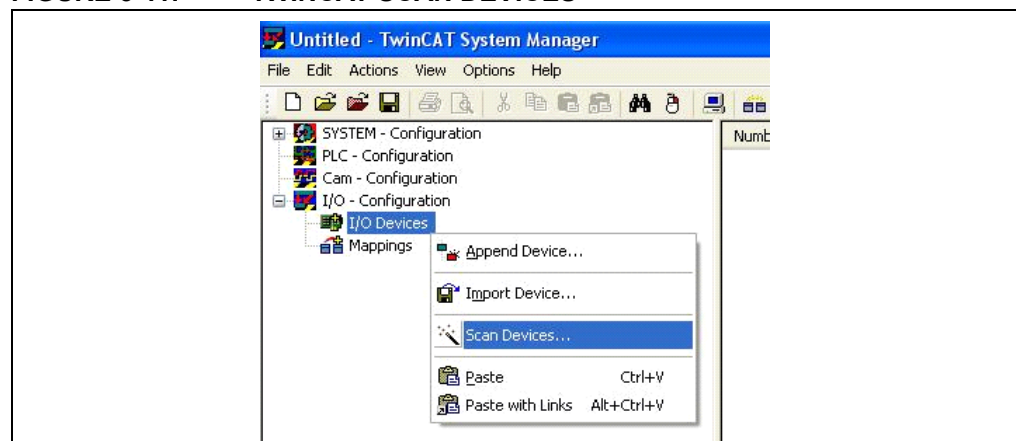 Untitled - TwinCAT System Manager
File Edit Actions View Options Help
SYSTEM - Configuration
Numb
PLC - Configuration
Cam - Configuration
I/O - Configuration
I/O Devices
Mappings
Append Device...
Import Device...
Scan Devices...
Paste Ctrl+V
Paste with Links Alt+Ctrl+V